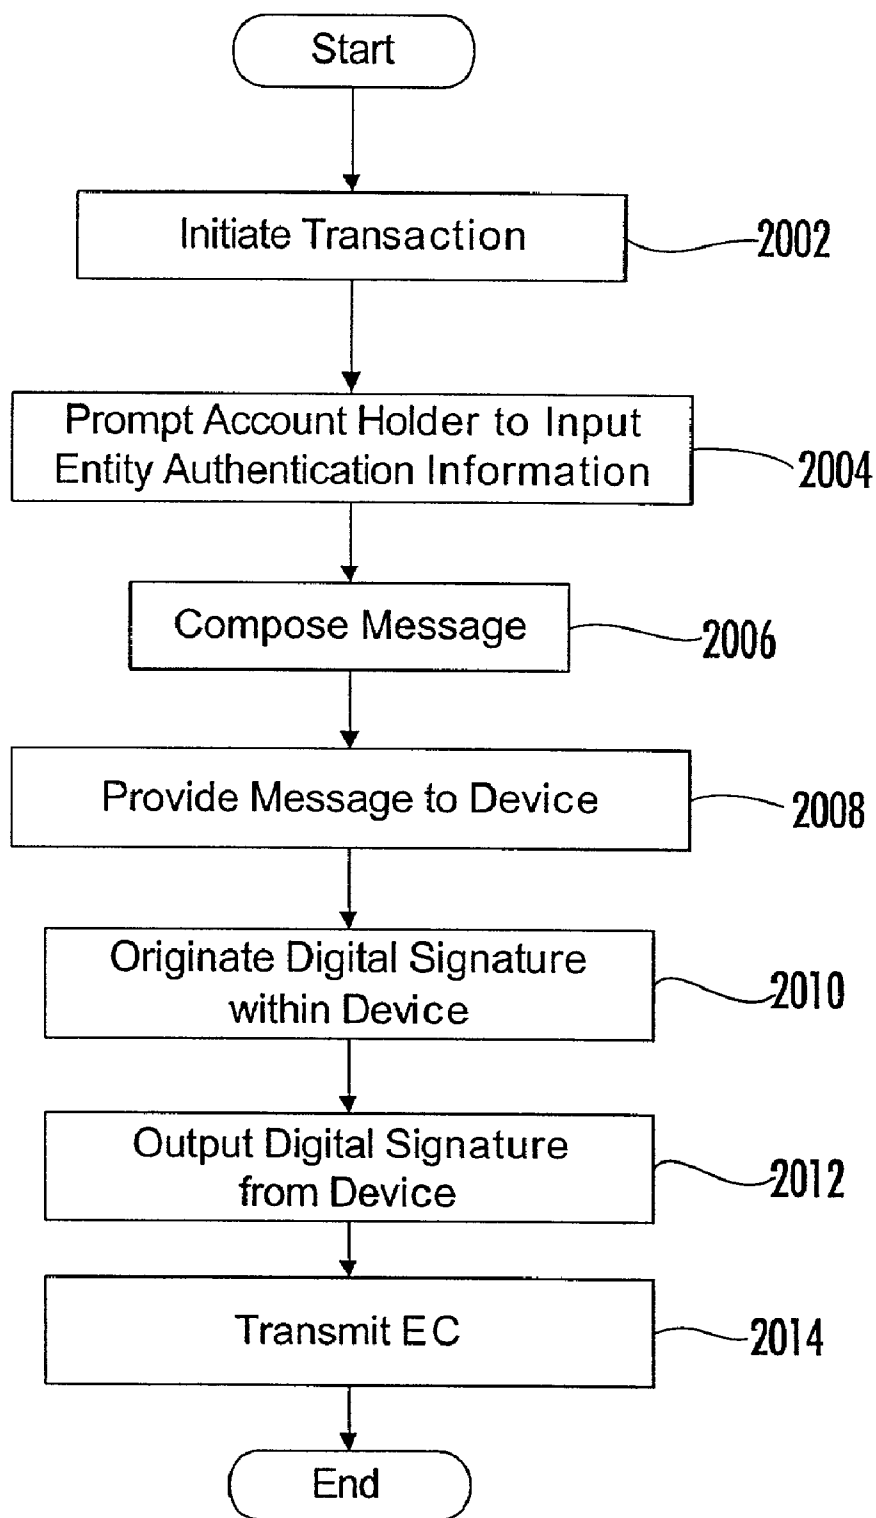 Start
Initiate Transaction
2002
Prompt Account Holder to Input
Entity Authentication Information
2004
Compose Message
2006
Provide Message to Device
2008
Originate Digital Signature
within Device
2010
Output Digital Signature
from Device
2012
Transmit EC
2014
End